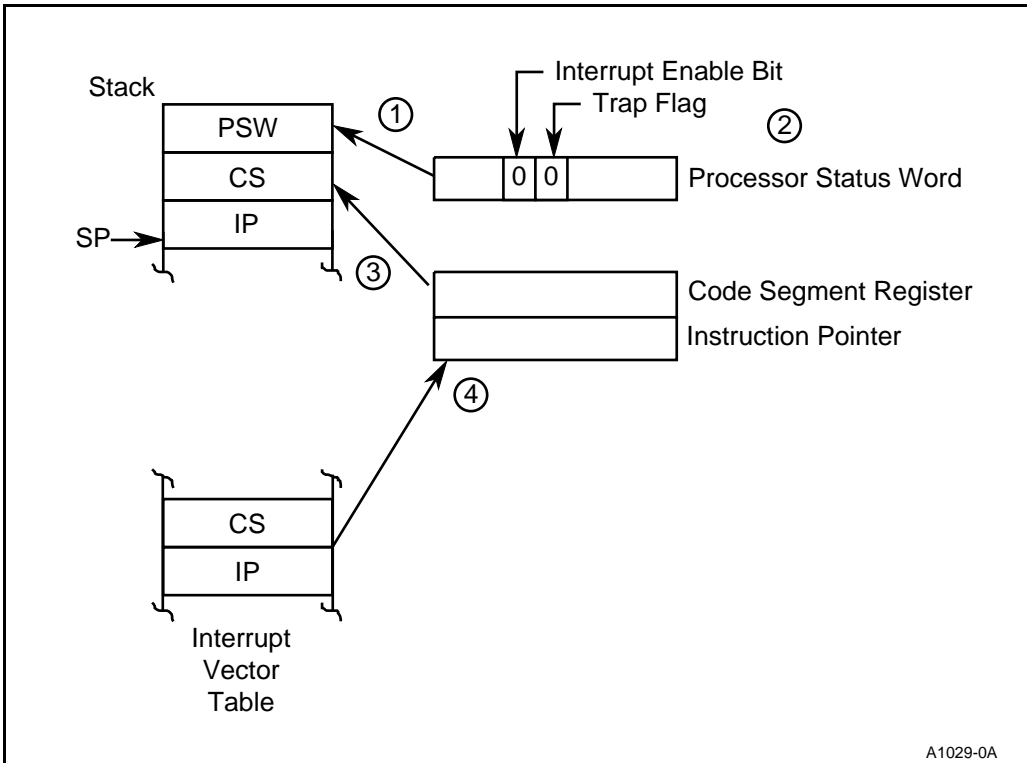 Stack
PSW
CS
IP
SP
1
Interrupt Enable Bit
Trap Flag
2
0 0
Processor Status Word
3
Code Segment Register
Instruction Pointer
4
CS
IP
Interrupt
Vector
Table
A1029-0A